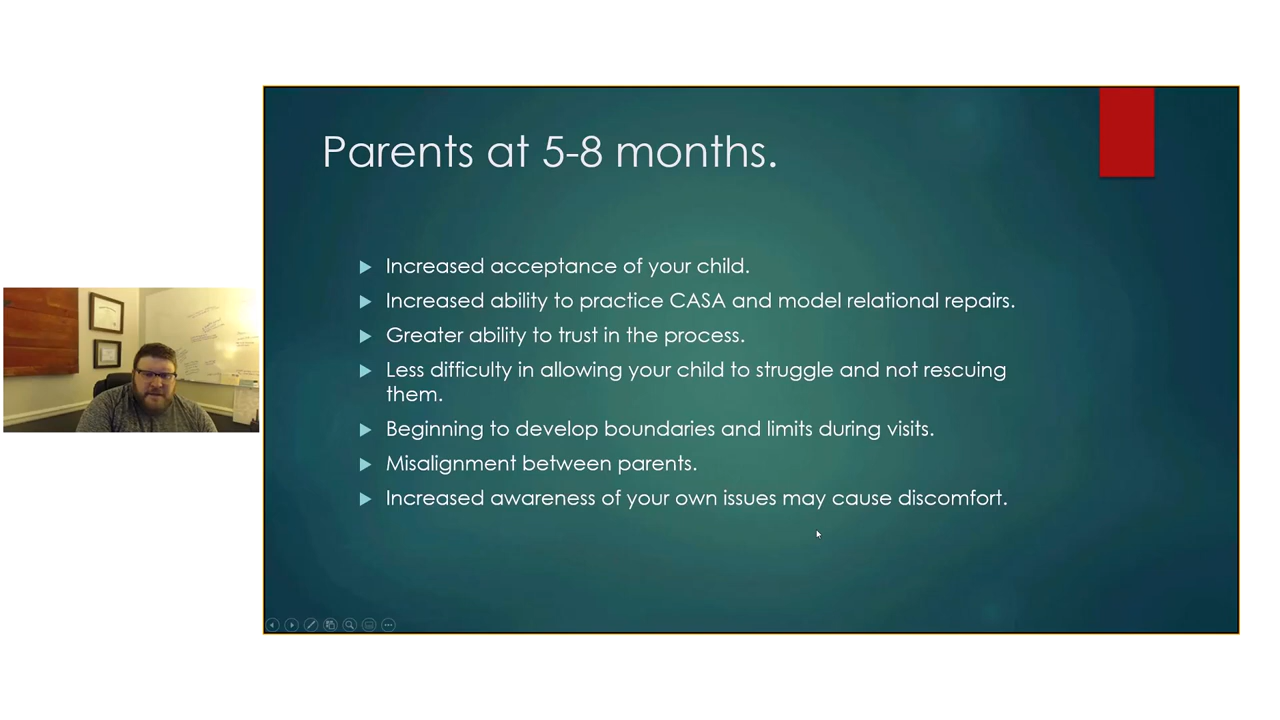 Parents at 5-8 months.
Increased acceptance of your child.
Increased ability to practice CASA and model relational repairs.
Greater ability to trust in the process.
Less difficulty in allowing your child to struggle and not rescuing
them.
Beginning to develop boundaries and limits during visits.
Misalignment between parents.
Increased awareness of your own issues may cause discomfort.